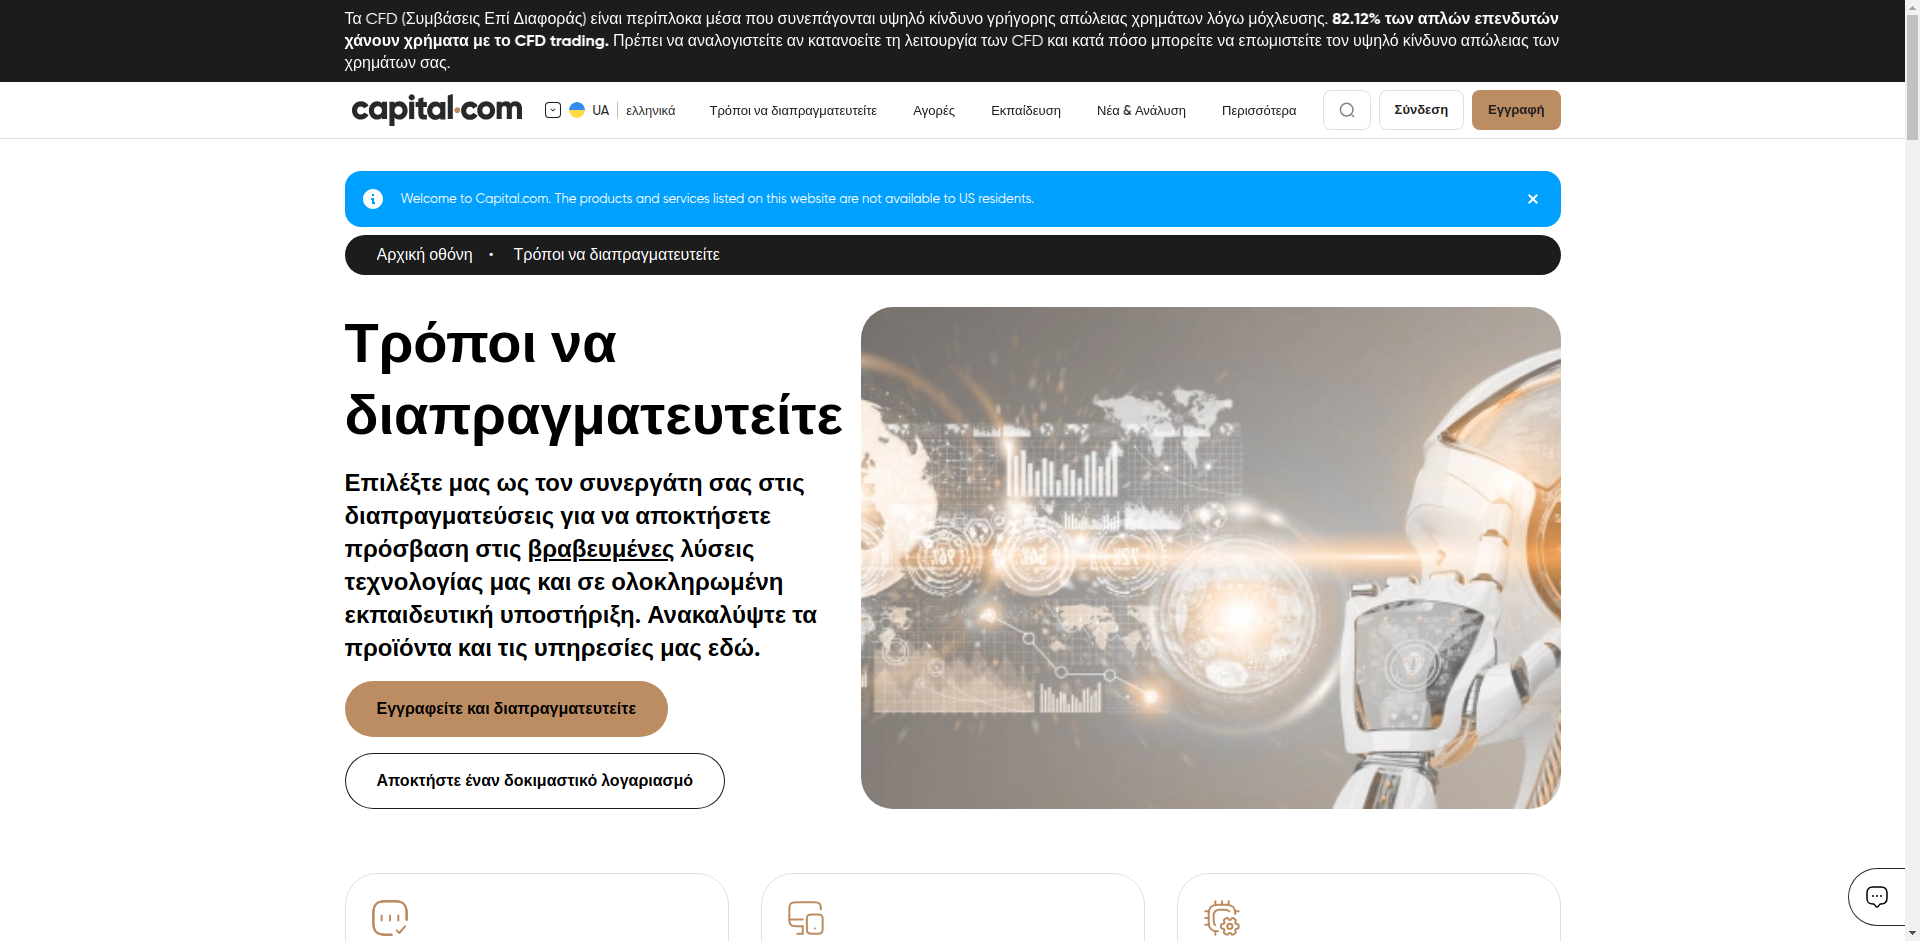 Τα CFD (Συμβάσεις Επί Διαφοράς) είναι περίπλοκα μέσα που συνεπάγονται υψηλό κίνδυνο γρήγορης απώλειας χρημάτων λόγω μόχλευσης. 82.12% των απλών επενδυτών
χάνουν χρήματα με το CFD trading. Πρέπει να αναλογιστείτε αν κατανοείτε τη λειτουργία των CFD και κατά πόσο μπορείτε να επωμιστείτε τον υψηλό κίνδυνο απώλειας των
χρημάτων σας.
capital.com UA ελληνικά Τρόποι να διαπραγματευτείτε Αγορές Εκπαίδευση Νέα & Ανάλυση Περισσότερα Σύνδεση Εγγραφή
Welcome to Capital.com. The products and services listed on this website are not available to US residents.
Αρχική οθόνη • Τρόποι να διαπραγματευτείτε
Τρόποι να
διαπραγματευτείτε
Επιλέξτε μας ως τον συνεργάτη σας στις
διαπραγματεύσεις για να αποκτήσετε
πρόσβαση στις βραβευμένες λύσεις
τεχνολογίας μας και σε ολοκληρωμένη
εκπαιδευτική υποστήριξη. Ανακαλύψτε τα
προϊόντα και τις υπηρεσίες μας εδώ.
Εγγραφείτε και διαπραγματευτείτε
Αποκτήστε έναν δοκιμαστικό λογαριασμό